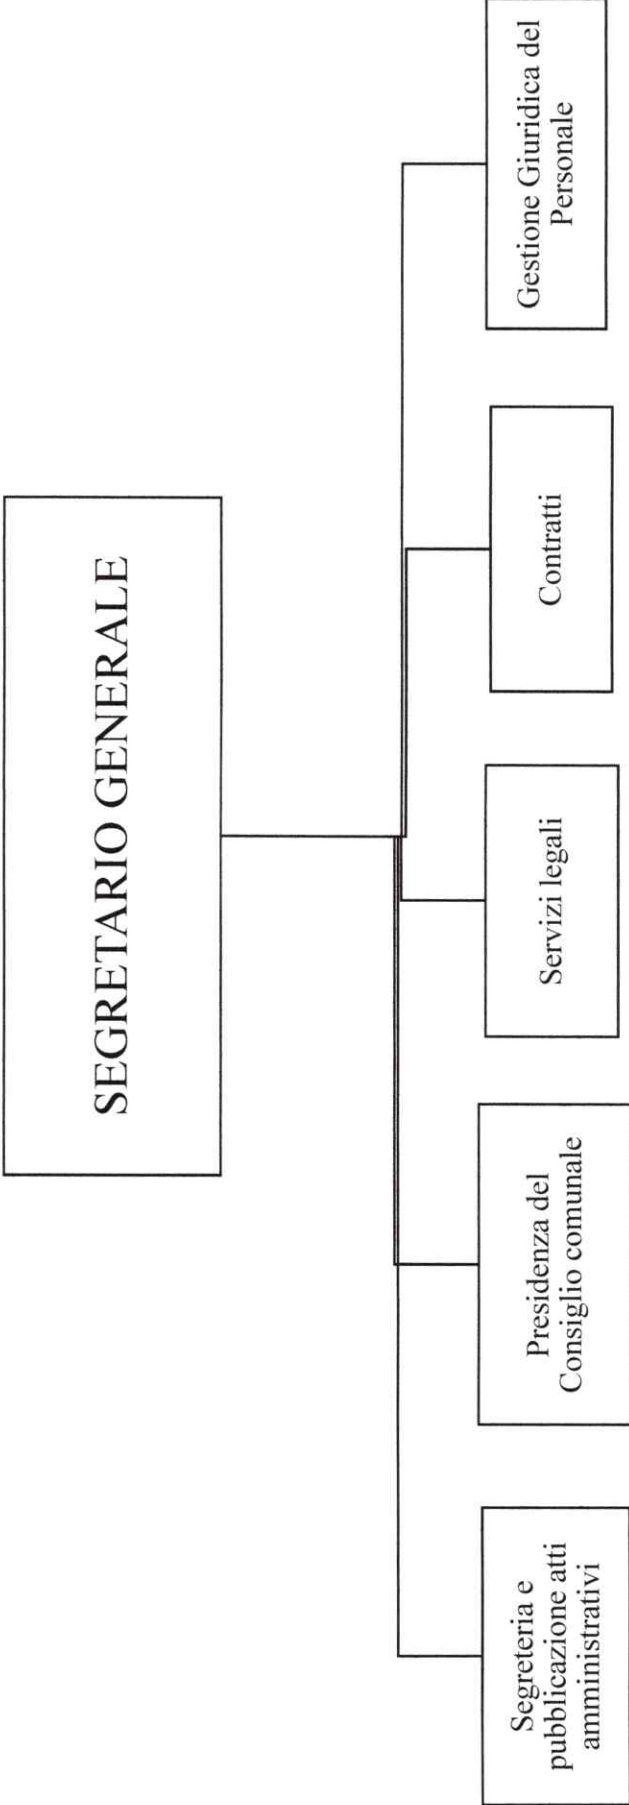 SEGRETARIO GENERALE
Segreteria e
pubblicazione atti
amministrativi
Presidenza del
Consiglio comunale
Servizi legali
Contratti
Gestione Giuridica del
Personale